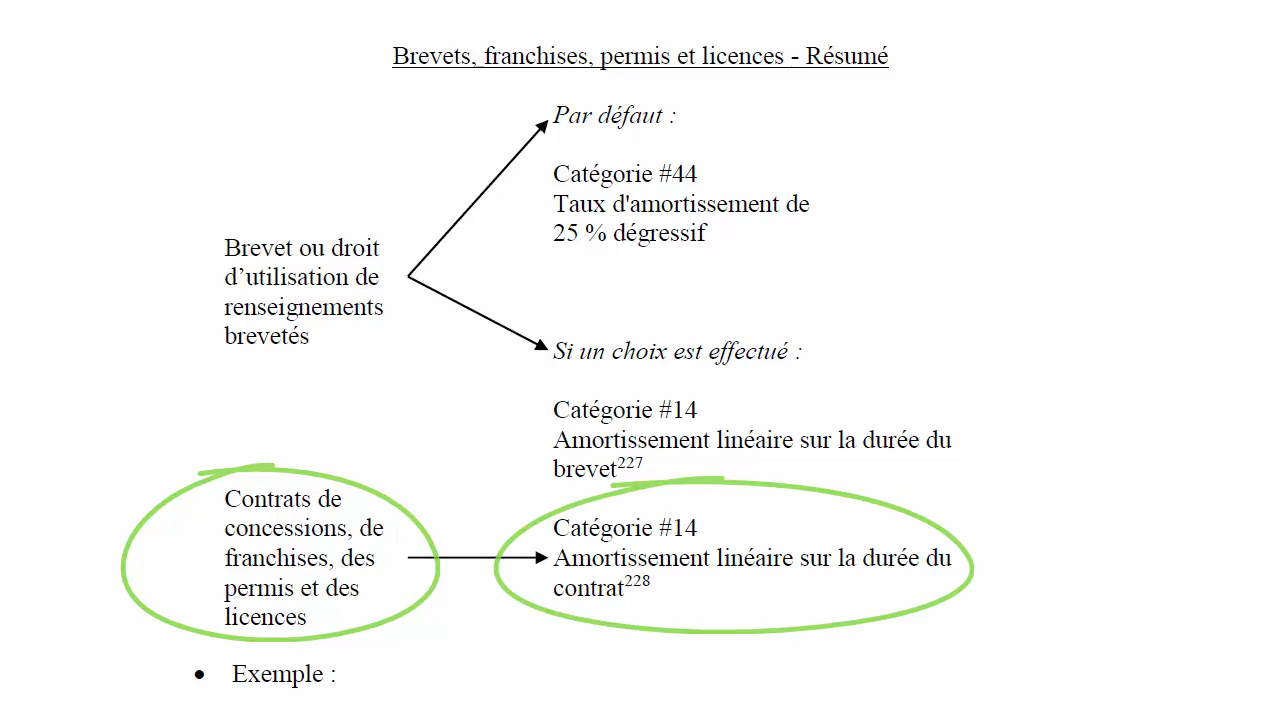 Brevets, franchises, permis et licences - Résumé
Par défaut :
Catégorie #44
Taux d'amortissement de
25 % dégressif
Brevet ou droit
d’utilisation de
renseignements
brevetés
Si un choix est effectué :
Catégorie #14
Amortissement linéaire sur la durée du
brevet227
Contrats de
concessions, de
franchises, des
permis et des
licences
Catégorie #14
Amortissement linéaire sur la durée du
contrat228
• Exemple :